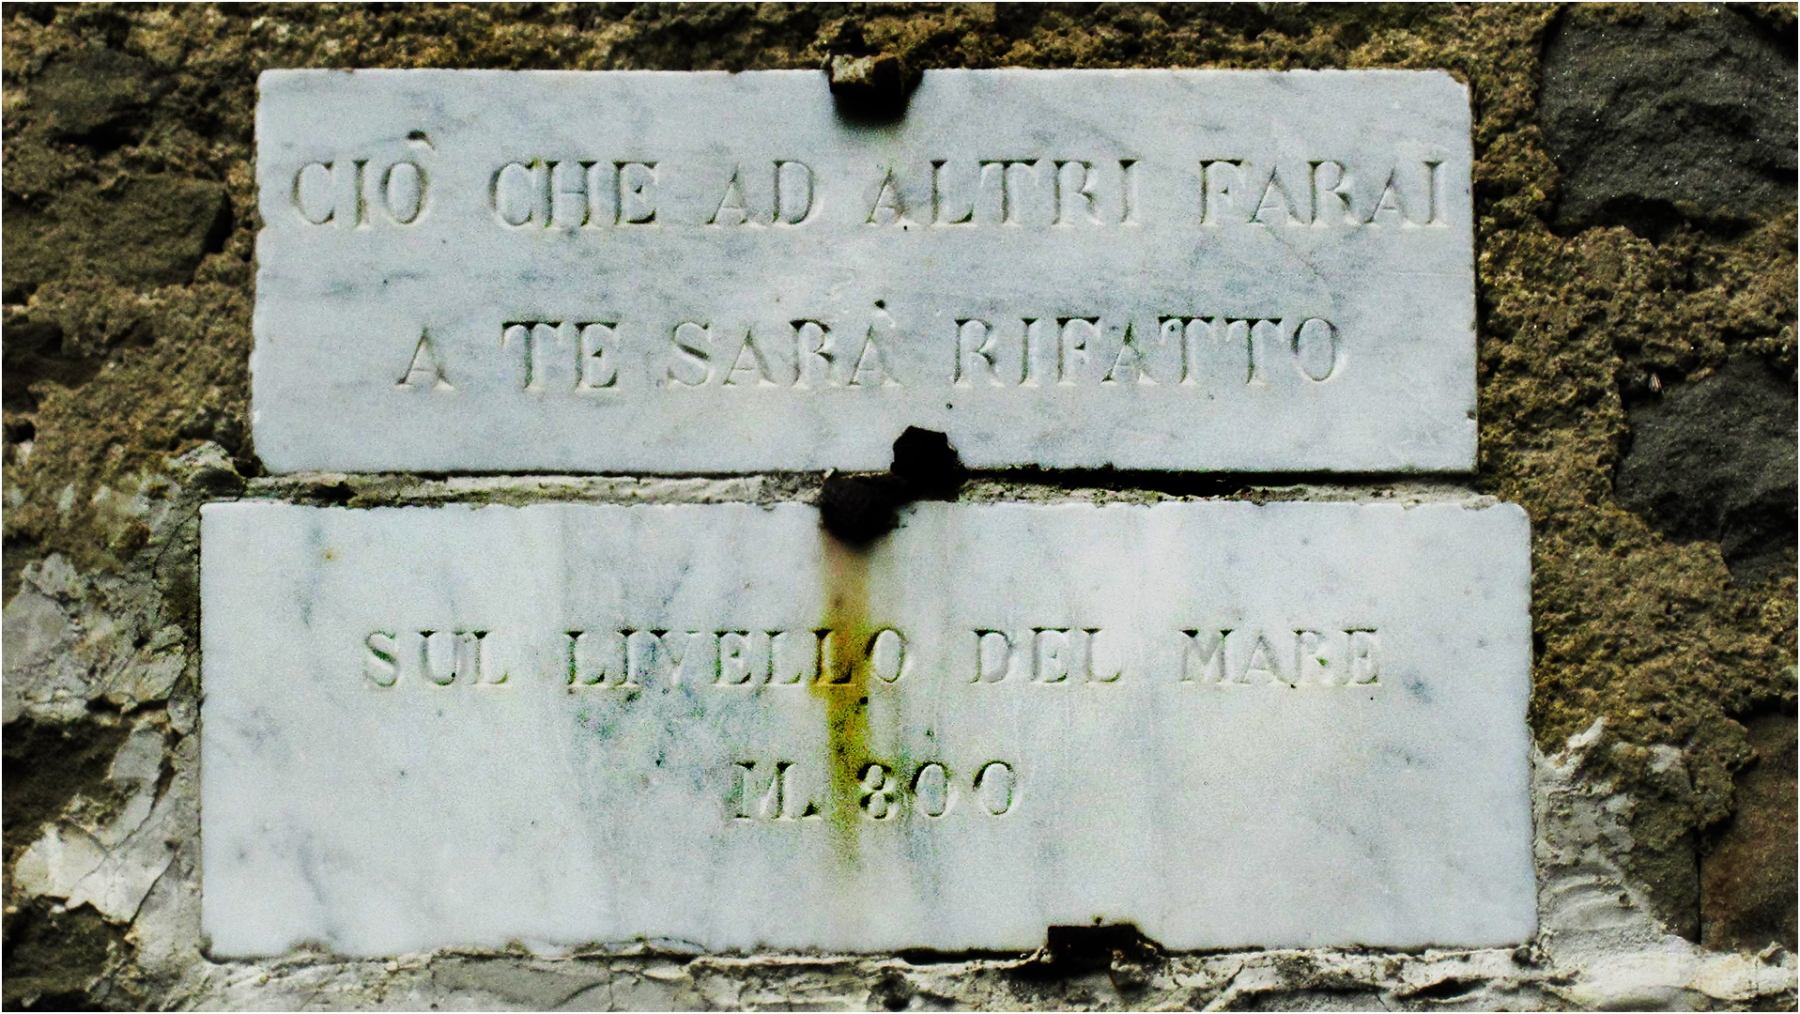 CIÒ CHE AD ALTRI FARAI
A TE SARÀ RIFATTO
SUL LIVELLO DEL MARE
M. 800